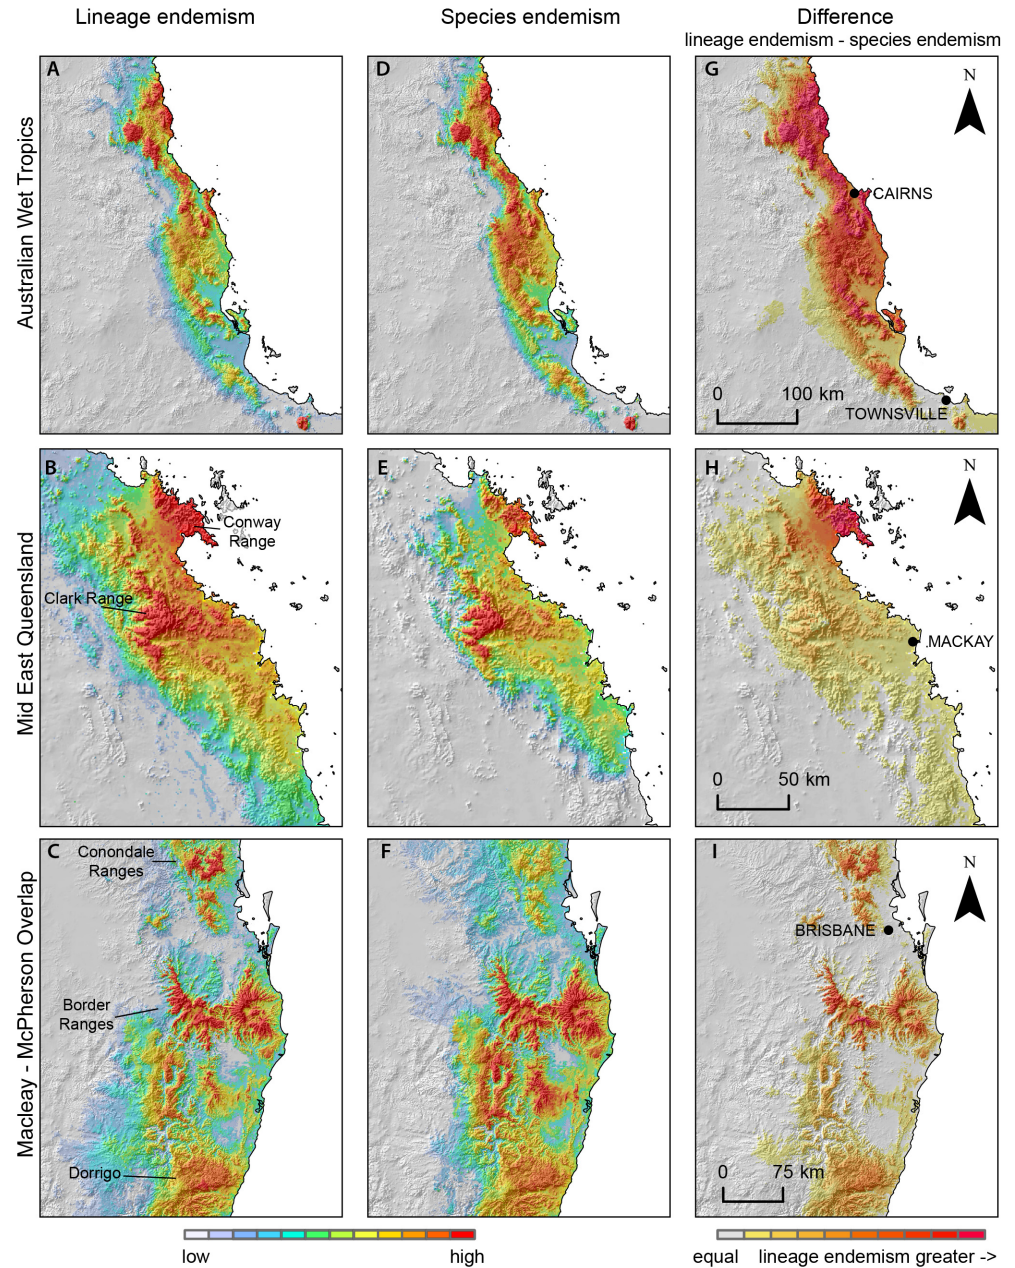 Lineage endemism
Species endemism
Difference
lineage endemism - species endemism
Australian Wet Tropics
A
D
G
N
CAIRNS
0 100 km
TOWNSVILLE
Mid East Queensland
B
E
H
N
Conway
Range
Clark Range
MACKAY
0 50 km
Macleay - McPherson Overlap
C
F
I
N
Conondale
Ranges
BRISBANE
Border
Ranges
Dorrigo
0 75 km
low high
equal lineage endemism greater ->